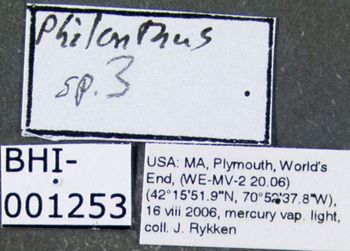 Philonthus
sp. 3
BHI-
001253
USA: MA, Plymouth, World's
End, (WE-MV-2 20.06)
(42°15'51.9"N, 70°52'37.8"W),
16 viii 2006, mercury vap. light,
coll. J. Rykken